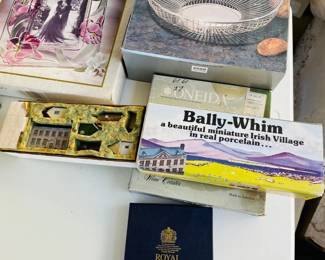 ONEIDA
Bally-Whim
a beautiful miniature Irish Village
in real porcelain...
ROYAL